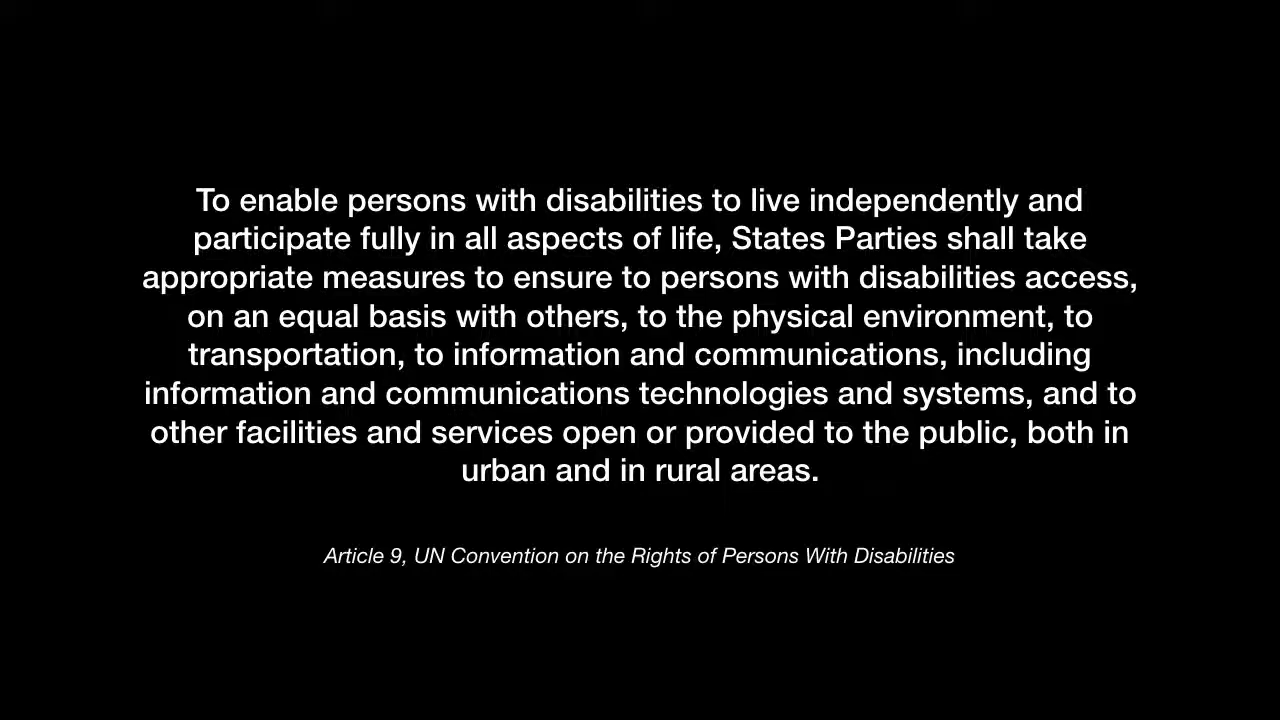 To enable persons with disabilities to live independently and
participate fully in all aspects of life, States Parties shall take
appropriate measures to ensure to persons with disabilities access,
on an equal basis with others, to the physical environment, to
transportation, to information and communications, including
information and communications technologies and systems, and to
other facilities and services open or provided to the public, both in
urban and in rural areas.
Article 9, UN Convention on the Rights of Persons With Disabilities